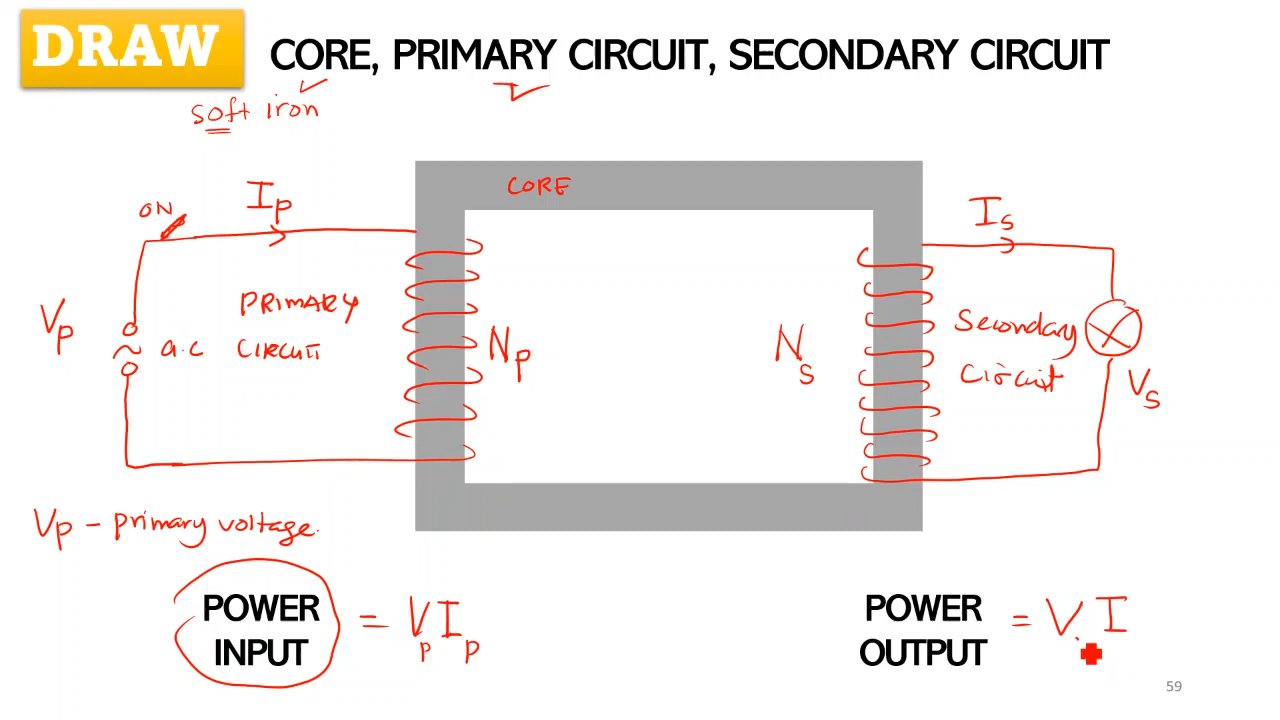 DRAW
CORE, PRIMARY CIRCUIT, SECONDARY CIRCUIT
soft iron
CORE
ON
Ip
Is
Vp
a.c
PRIMARY
CIRCUIT
Np
Ns
Secondary
Circuit
Vs
Vp – primary voltage.
POWER
INPUT
= VpIp
POWER
OUTPUT
= V.I
59